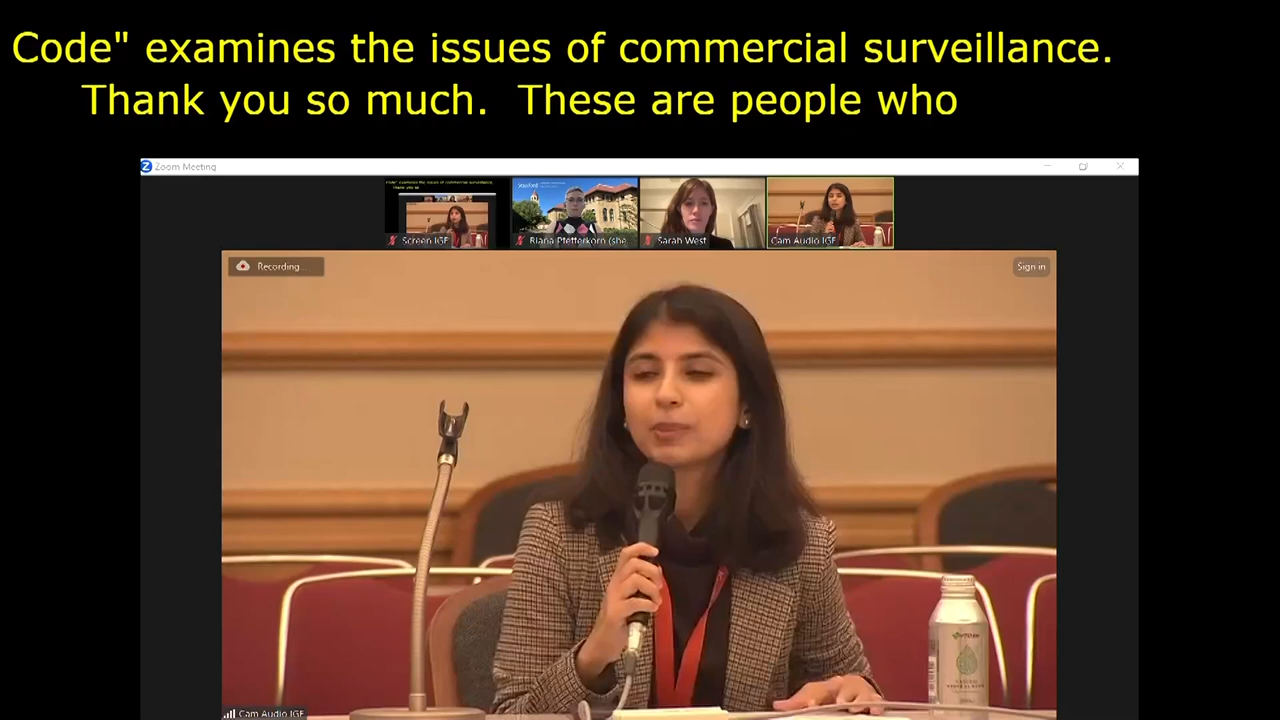 Code" examines the issues of commercial surveillance.
Thank you so much.  These are people who
Zoom Meeting
Screen IGF
Riana Pfefferkorn (she
Sarah West
Cam Audio IGF
Recording...
Sign in
Cam Audio IGF